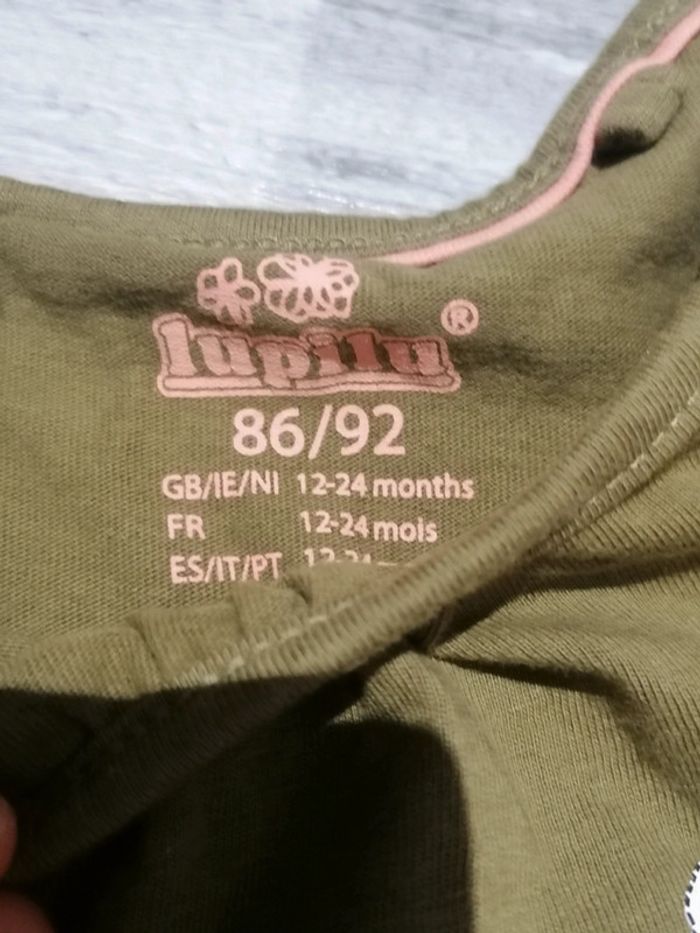 lupilu®
86/92
GB/IE/NI 12-24 months
FR 12-24 mois
ES/IT/PT